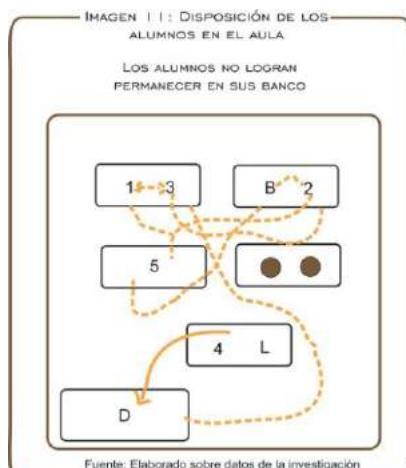 IMAGEN 11: DISPOSICIÓN DE LOS
ALUMNOS EN EL AULA
LOS ALUMNOS NO LOGRAN
PERMANECER EN SUS BANCO
1 3
B 2
5
4 L
D
Fuente: Elaborado sobre datos de la investigación